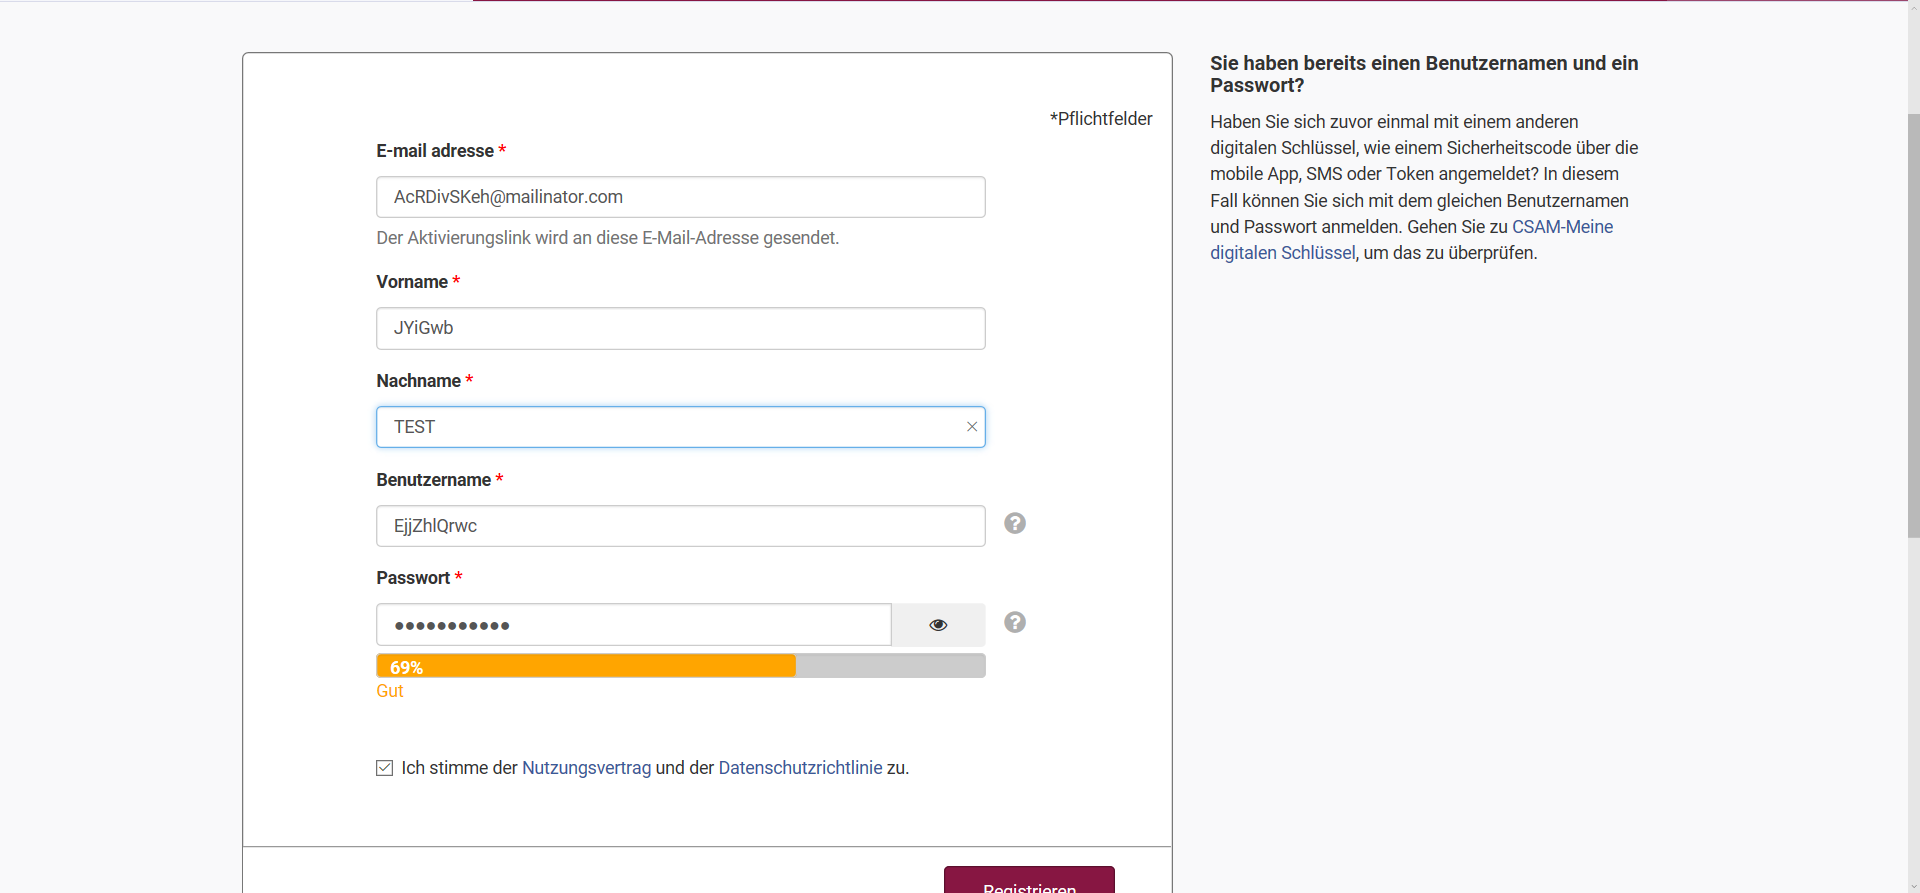 *Pflichtfelder
E-mail adresse *
AcRDivSKeh@mailinator.com
Der Aktivierungslink wird an diese E-Mail-Adresse gesendet.
Vorname *
JYiGwb
Nachname *
TEST
Benutzername *
EjjZhlQrwc
Passwort *
69%
Gut
Ich stimme der Nutzungsvertrag und der Datenschutzrichtlinie zu.
Registrieren
Sie haben bereits einen Benutzernamen und ein
Passwort?
Haben Sie sich zuvor einmal mit einem anderen
digitalen Schlüssel, wie einem Sicherheitscode über die
mobile App, SMS oder Token angemeldet? In diesem
Fall können Sie sich mit dem gleichen Benutzernamen
und Passwort anmelden. Gehen Sie zu CSAM-Meine
digitalen Schlüssel, um das zu überprüfen.